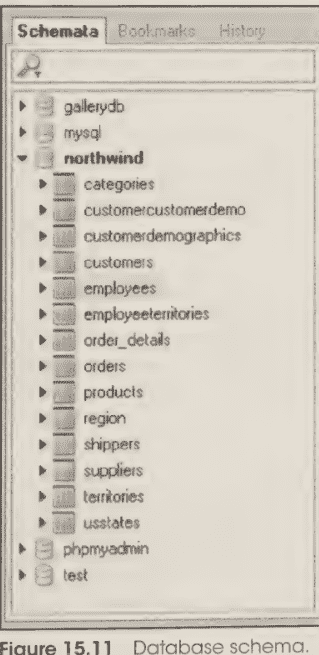 Schemata Bookmarks History
gallerydb
mysql
northwind
categories
customercustomerdemo
customerdemographics
customers
employees
employeeterritories
order_details
orders
products
region
shippers
suppliers
territories
usstates
phpmyadmin
test
Figure 15.11 Database schema.